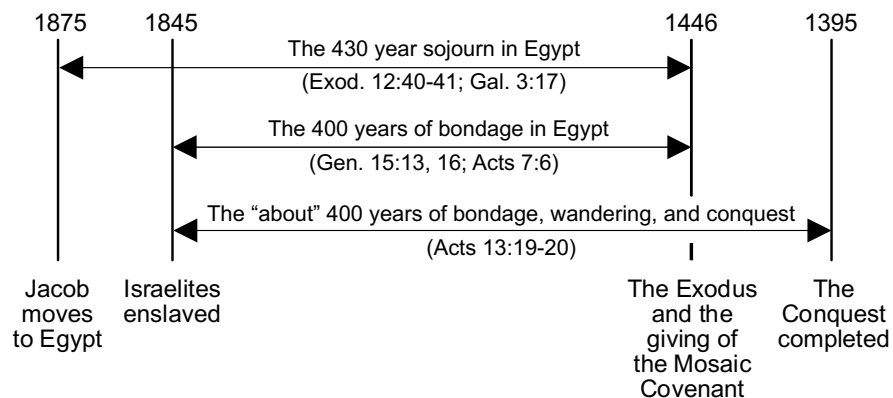 1875 1845 1446 1395
The 430 year sojourn in Egypt
(Exod. 12:40-41; Gal. 3:17)
The 400 years of bondage in Egypt
(Gen. 15:13, 16; Acts 7:6)
The “about” 400 years of bondage, wandering, and conquest
(Acts 13:19-20)
Jacob
moves
to Egypt
Israelites
enslaved
The Exodus
and the
giving of
the Mosaic
Covenant
The
Conquest
completed